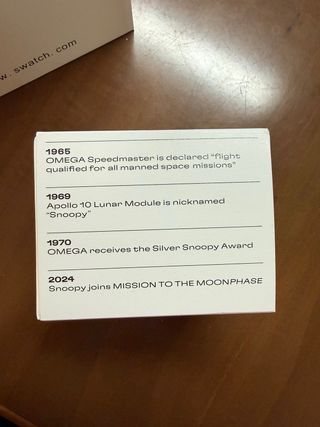 w. swatch. com
1965
OMEGA Speedmaster is declared “flight
qualified for all manned space missions”
1969
Apollo 10 Lunar Module is nicknamed
“Snoopy”
1970
OMEGA receives the Silver Snoopy Award
2024
Snoopy joins MISSION TO THE MOONPHASE